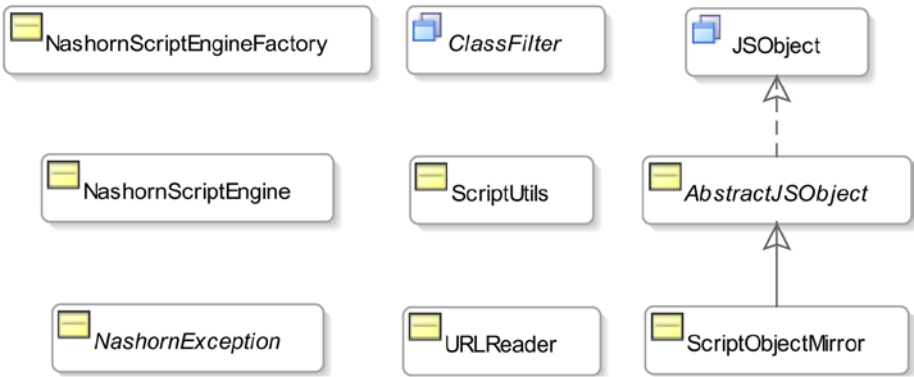 NashornScriptEngineFactory
ClassFilter
JSObject
NashornScriptEngine
ScriptUtils
AbstractJSObject
NashornException
URLReader
ScriptObjectMirror